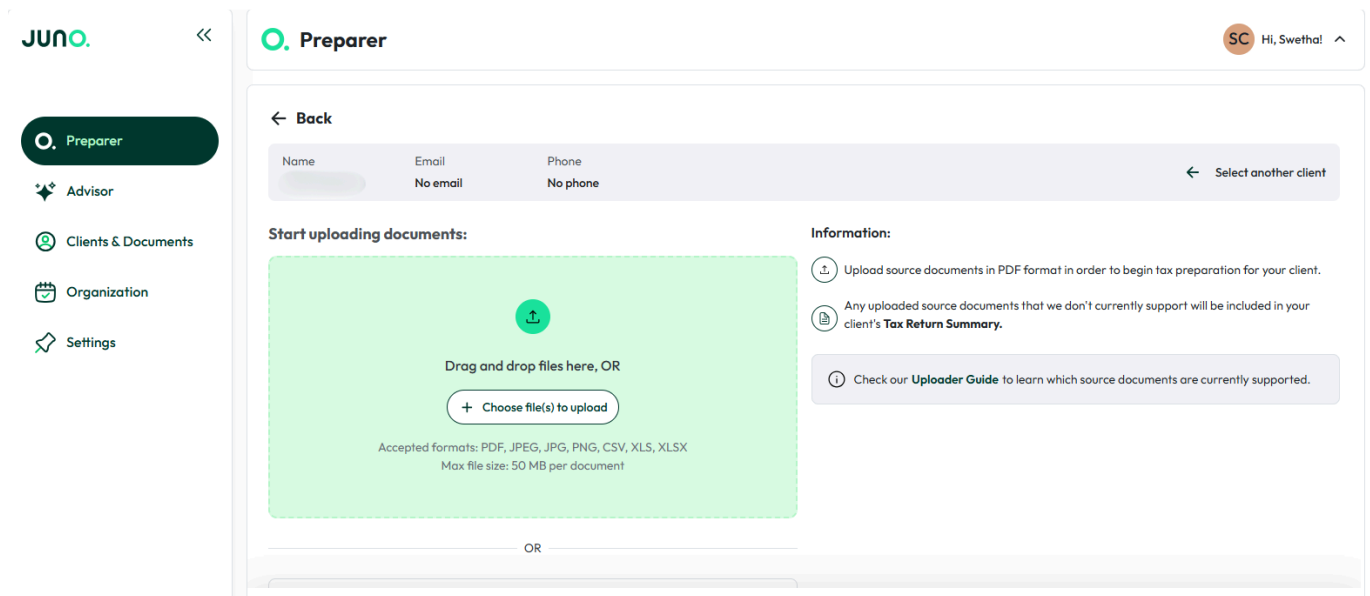 JUNO.
Preparer
SC Hi, Swetha!
Preparer
Advisor
Clients & Documents
Organization
Settings
Back
Name Email Phone
No email No phone
Select another client
Start uploading documents:
Drag and drop files here, OR
+ Choose file(s) to upload
Accepted formats: PDF, JPEG, JPG, PNG, CSV, XLS, XLSX
Max file size: 50 MB per document
OR
Information:
Upload source documents in PDF format in order to begin tax preparation for your client.
Any uploaded source documents that we don't currently support will be included in your
client's Tax Return Summary.
Check our Uploader Guide to learn which source documents are currently supported.